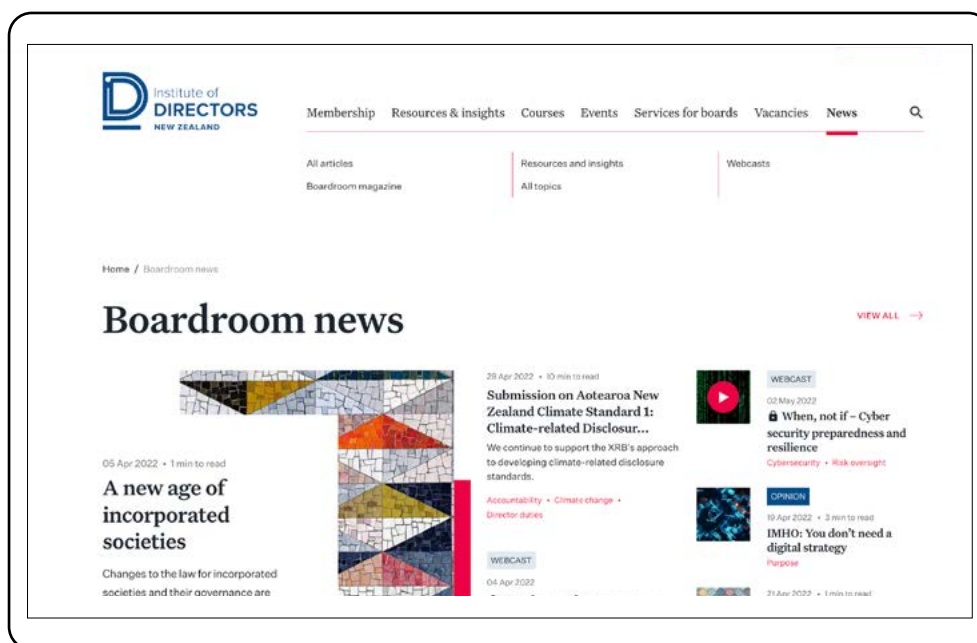 Institute of
DIRECTORS
NEW ZEALAND
Membership Resources & insights Courses Events Services for boards Vacancies News
All articles
Boardroom magazine
Resources and insights
All topics
Webcasts
Home / Boardroom news
Boardroom news
VIEW ALL →
05 Apr 2022 • 1 min to read
A new age of
incorporated
societies
Changes to the law for incorporated
societies and their governance are
29 Apr 2022 • 10 min to read
Submission on Aotearoa New
Zealand Climate Standard 1:
Climate-related Disclosur...
We continue to support the XRB's approach
to developing climate-related disclosure
standards.
Accountability • Climate change •
Director duties
WEBCAST
04 Apr 2022
WEBCAST
02 May 2022
When, not if – Cyber
security preparedness and
resilience
Cybersecurity • Risk oversight
OPINION
19 Apr 2022 • 3 min to read
IMHO: You don't need a
digital strategy
Purpose
21 Apr 2022 • 1 min to read